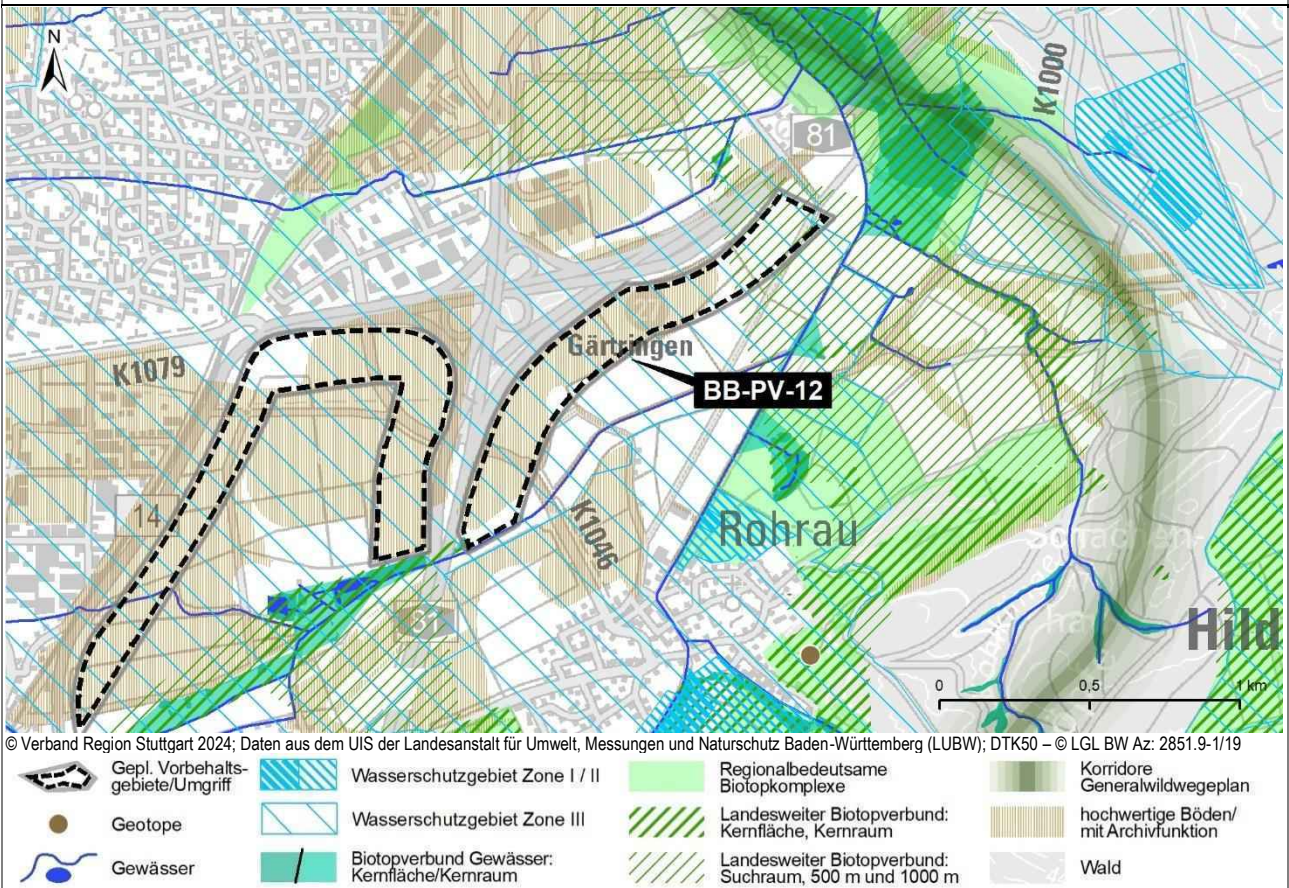 N
K1000
81
K1079
Gärtringen
BB-PV-12
14
K1046
Rohrau
81
Hild
0
0,5
1 km
© Verband Region Stuttgart 2024; Daten aus dem UIS der Landesanstalt für Umwelt, Messungen und Naturschutz Baden-Württemberg (LUBW); DTK50 – © LGL BW Az: 2851.9-1/19
Gepl. Vorbehalts-
gebiete/Umgriff
Wasserschutzgebiet Zone I / II
Regionalbedeutsame
Biotopkomplexe
Korridore
Generalwildwegeplan
Geotope
Wasserschutzgebiet Zone III
Landesweiter Biotopverbund:
Kernfläche, Kernraum
hochwertige Böden/
mit Archivfunktion
Gewässer
Biotopverbund Gewässer:
Kernfläche/Kernraum
Landesweiter Biotopverbund:
Suchraum, 500 m und 1000 m
Wald